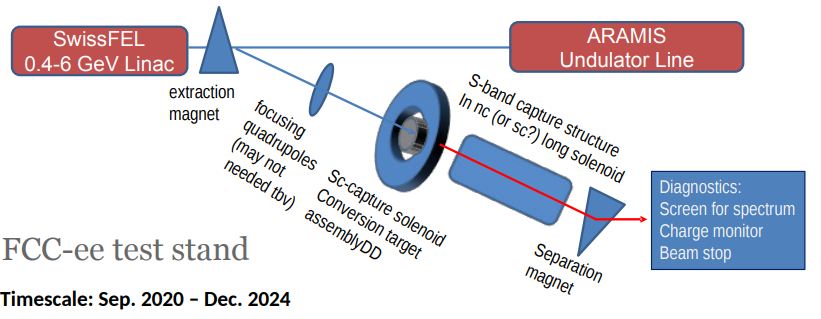 SwissFEL
0.4-6 GeV Linac
ARAMIS
Undulator Line
extraction
magnet
focusing
quadrupoles
(may not
needed tbv)
Sc-capture solenoid
Conversion target
assemblyDD
S-band capture structure
In nc (or sc?) long solenoid
Separation
magnet
Diagnostics:
Screen for spectrum
Charge monitor
Beam stop
FCC-ee test stand
Timescale: Sep. 2020 – Dec. 2024